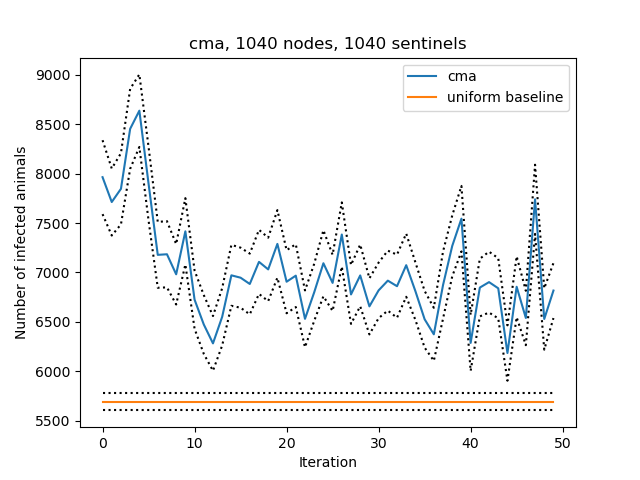 cma, 1040 nodes, 1040 sentinels
cma
uniform baseline
9000
8500
8000
7500
7000
6500
6000
5500
Number of infected animals
0 10 20 30 40 50
Iteration